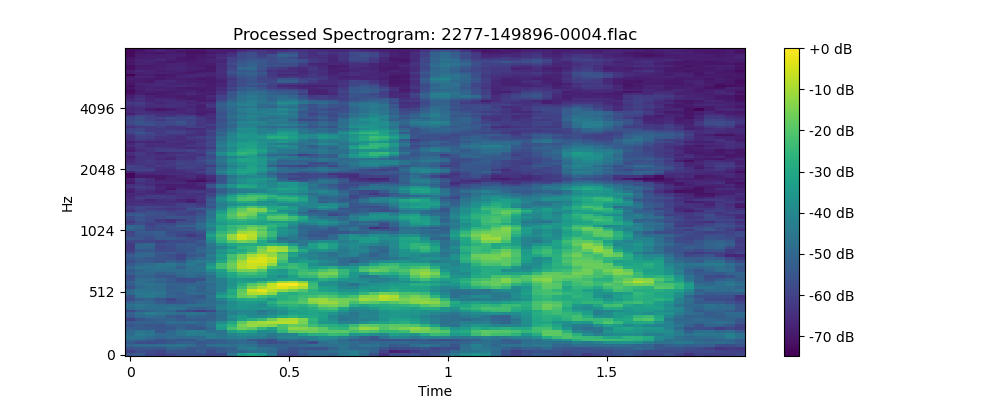 Processed Spectrogram: 2277-149896-0004.flac
+0 dB
-10 dB
-20 dB
-30 dB
-40 dB
-50 dB
-60 dB
-70 dB
4096
2048
1024
512
0
Hz
0
0.5
1
1.5
Time